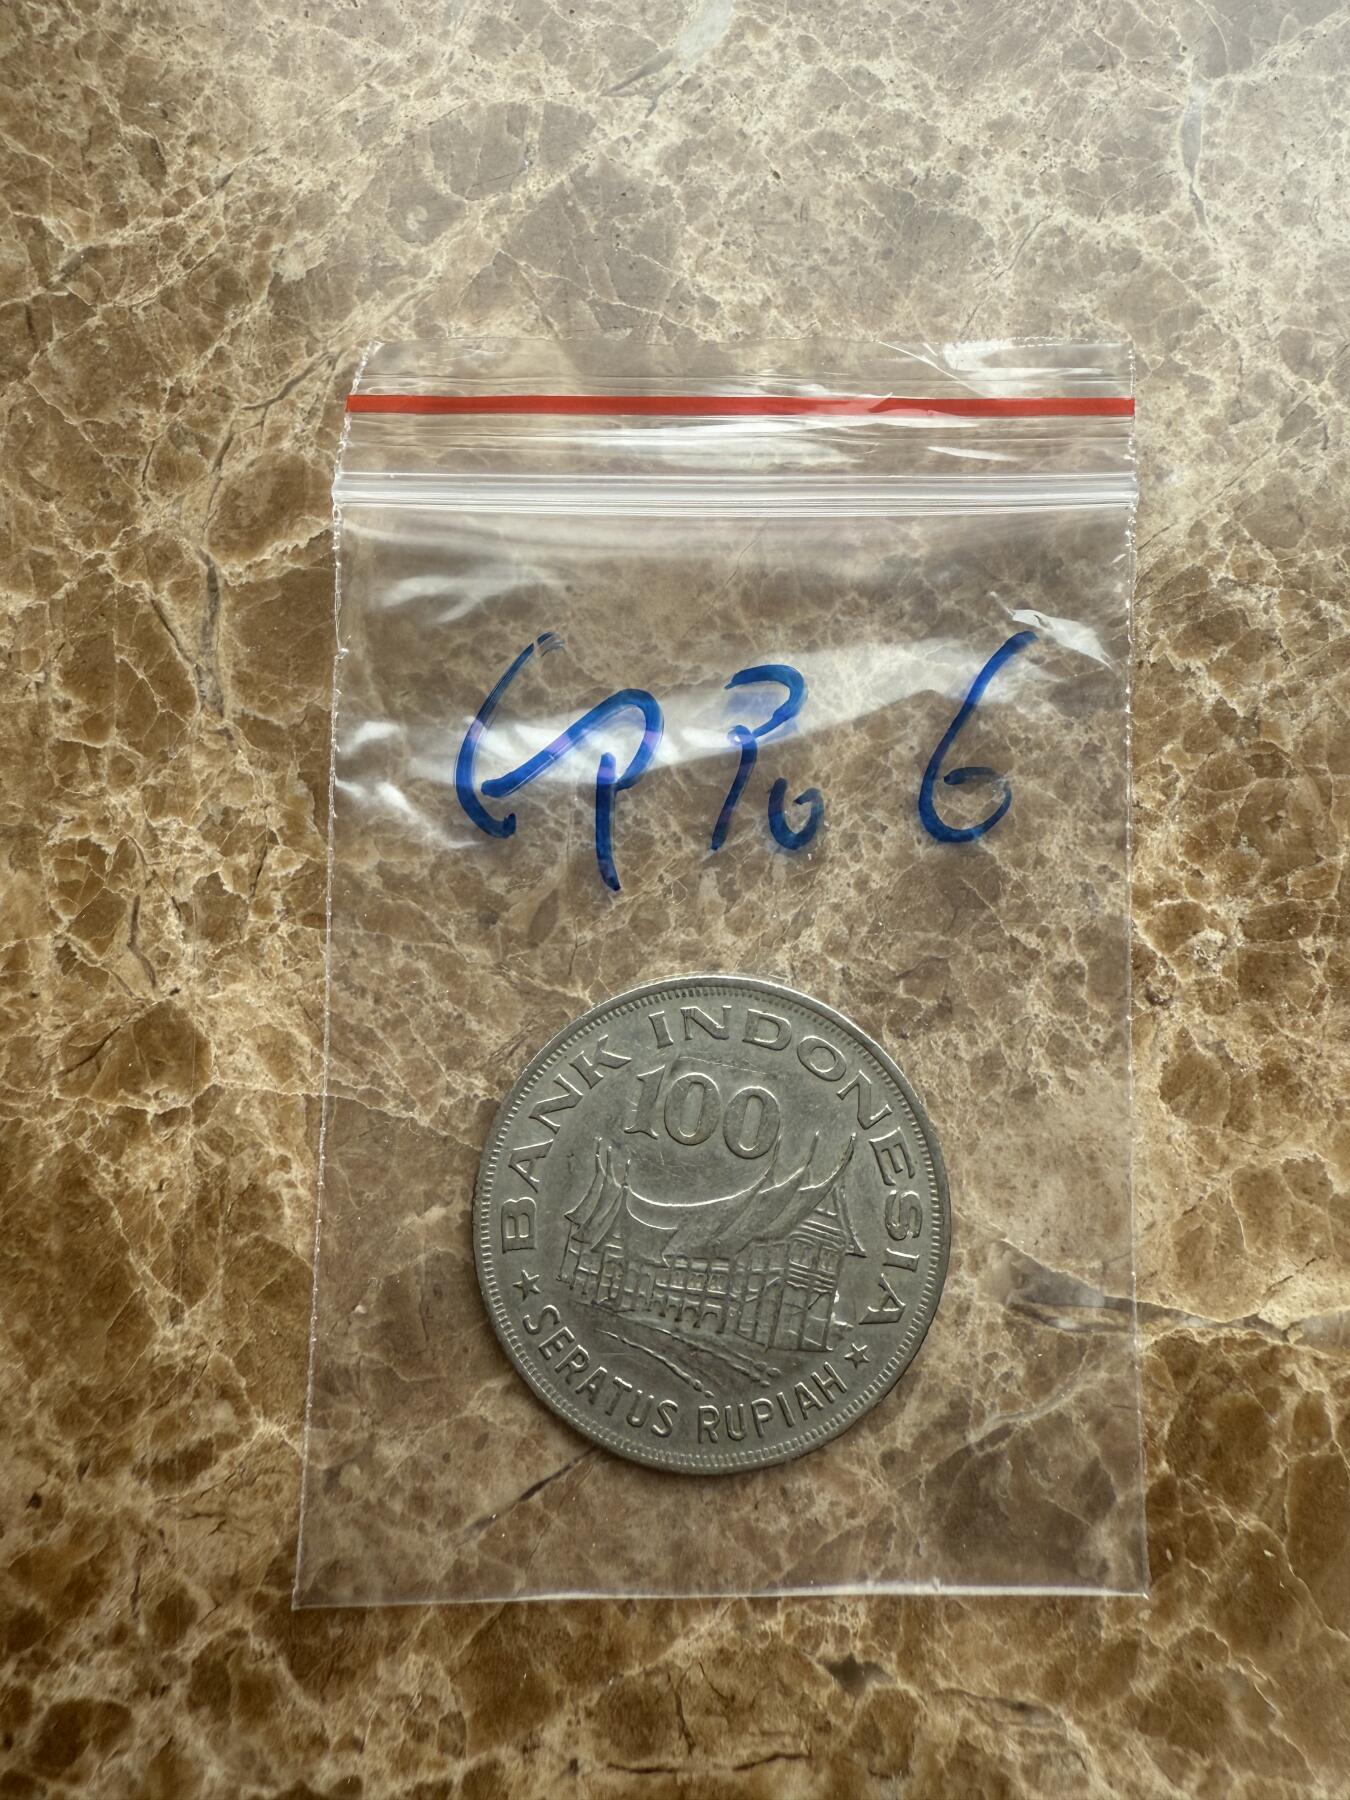 BANK INDONESIA
100
★ SERATUS RUPIAH ★